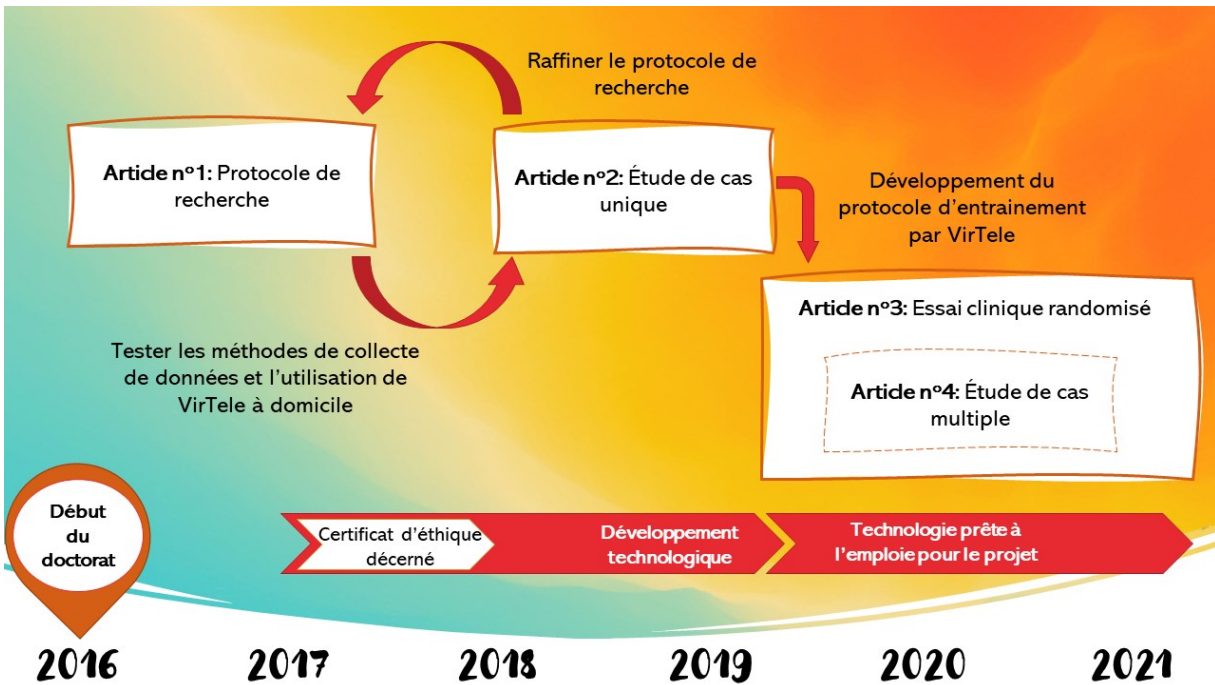 Raffiner le protocole de
recherche
Article nº1: Protocole de
recherche
Article nº2: Étude de cas
unique
Développement du
protocole d'entrainement
par VirTele
Tester les méthodes de collecte
de données et l'utilisation de
VirTele à domicile
Article nº3: Essai clinique randomisé
Article nº4: Étude de cas
multiple
Début
du
doctorat
Certificat d'éthique
décerné
Développement
technologique
Technologie prête à
l'emploie pour le projet
2016 2017 2018 2019 2020 2021